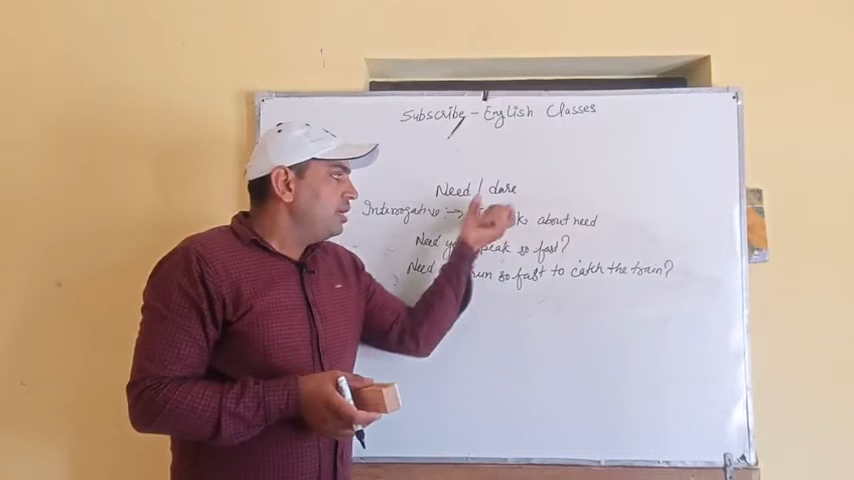 Subscribe - English Classes
Need / dare
Interrogative → about need
Need speak so fast?
Need run so fast to catch the train?